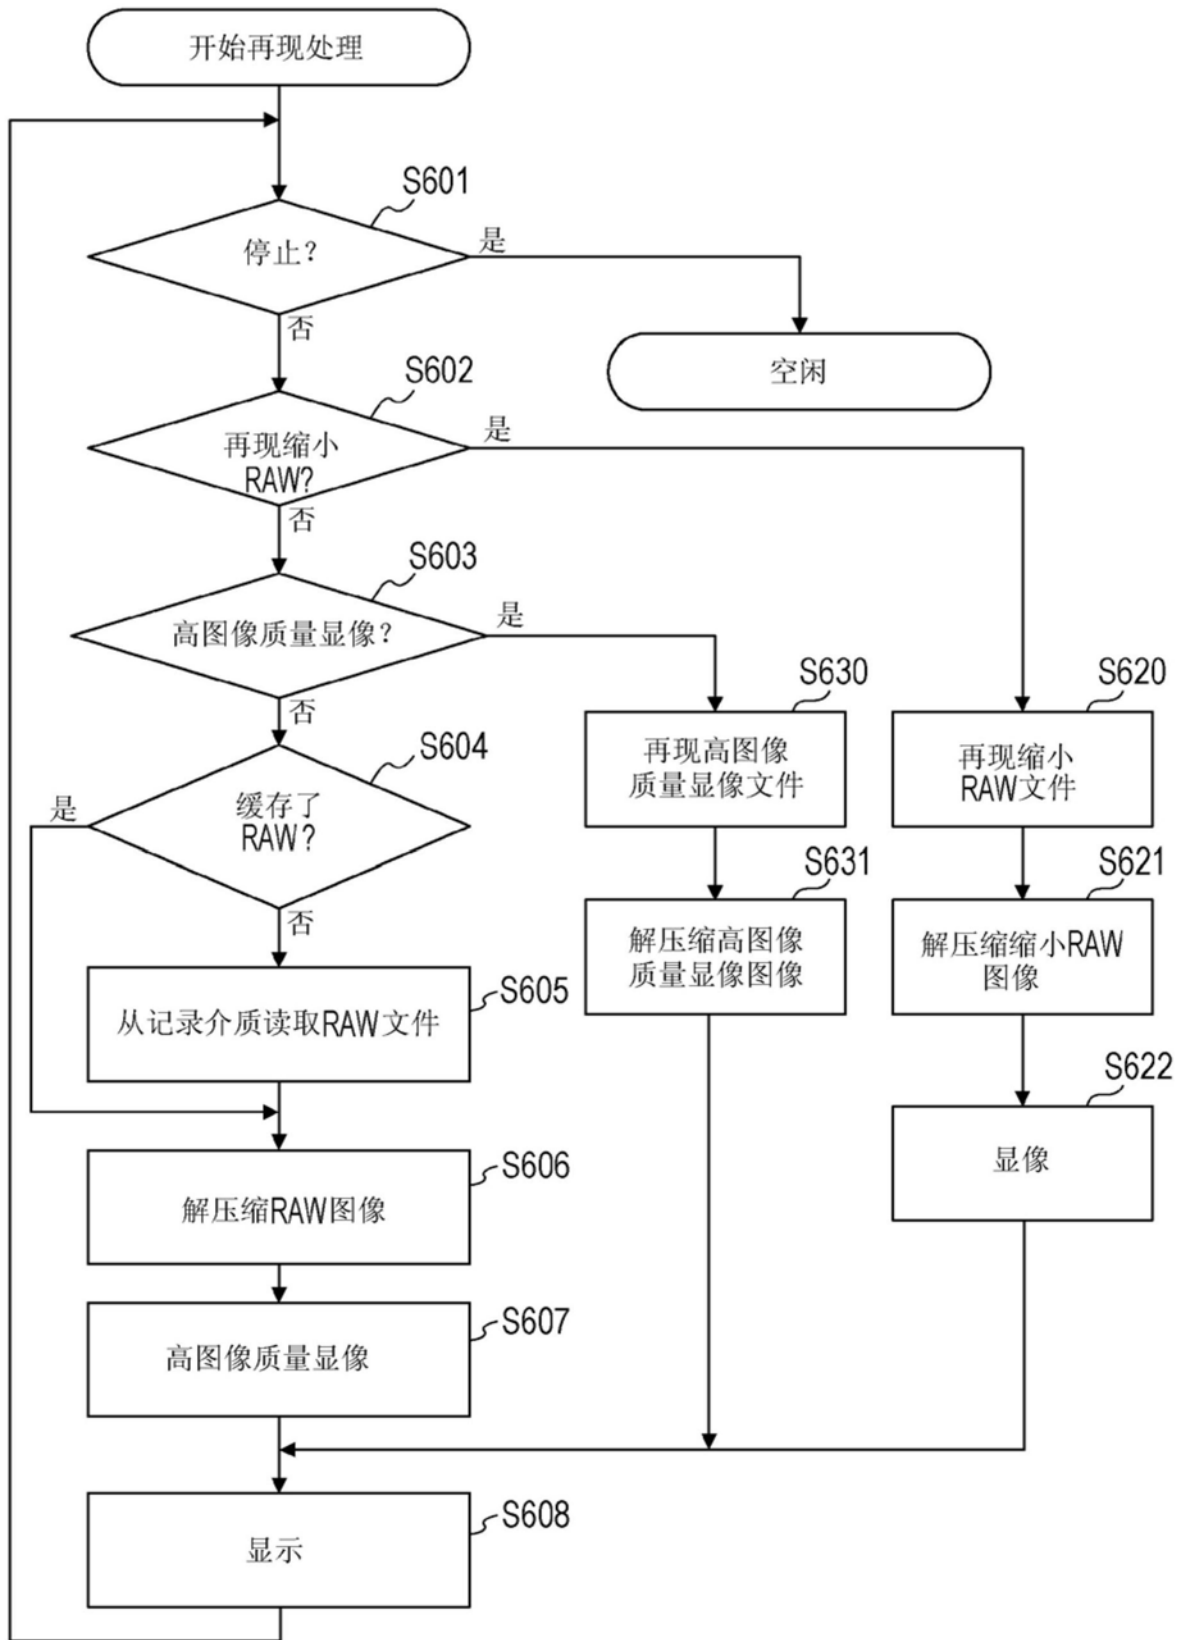 开始再现处理
S601
停止?
是
否
空闲
S602
再现缩小
RAW?
是
否
S603
高图像质量显像?
是
否
S630
再现高图像
质量显像文件
S620
再现缩小
RAW文件
S604
缓存了
RAW?
是
否
S631
解压缩高图像
质量显像图像
S621
解压缩缩小RAW
图像
S605
从记录介质读取RAW文件
S622
显像
S606
解压缩RAW图像
S607
高图像质量显像
S608
显示